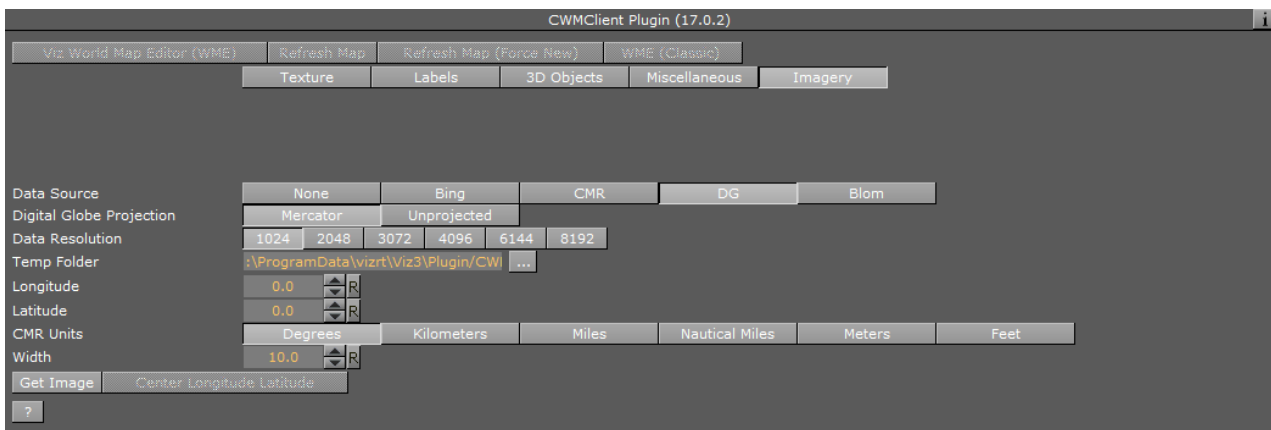 CWMClient Plugin (17.0.2) i
Viz World Map Editor (WME) Refresh Map Refresh Map (Force New) WME (Classic)
Texture Labels 3D Objects Miscellaneous Imagery
Data Source None Bing CMR DG Blom
Digital Globe Projection Mercator Unprojected
Data Resolution 1024 2048 3072 4096 6144 8192
Temp Folder :\ProgramData\vizrt\Viz3\Plugin/CWI ...
Longitude 0.0 R
Latitude 0.0 R
CMR Units Degrees Kilometers Miles Nautical Miles Meters Feet
Width 10.0 R
Get Image Center Longitude Latitude
?